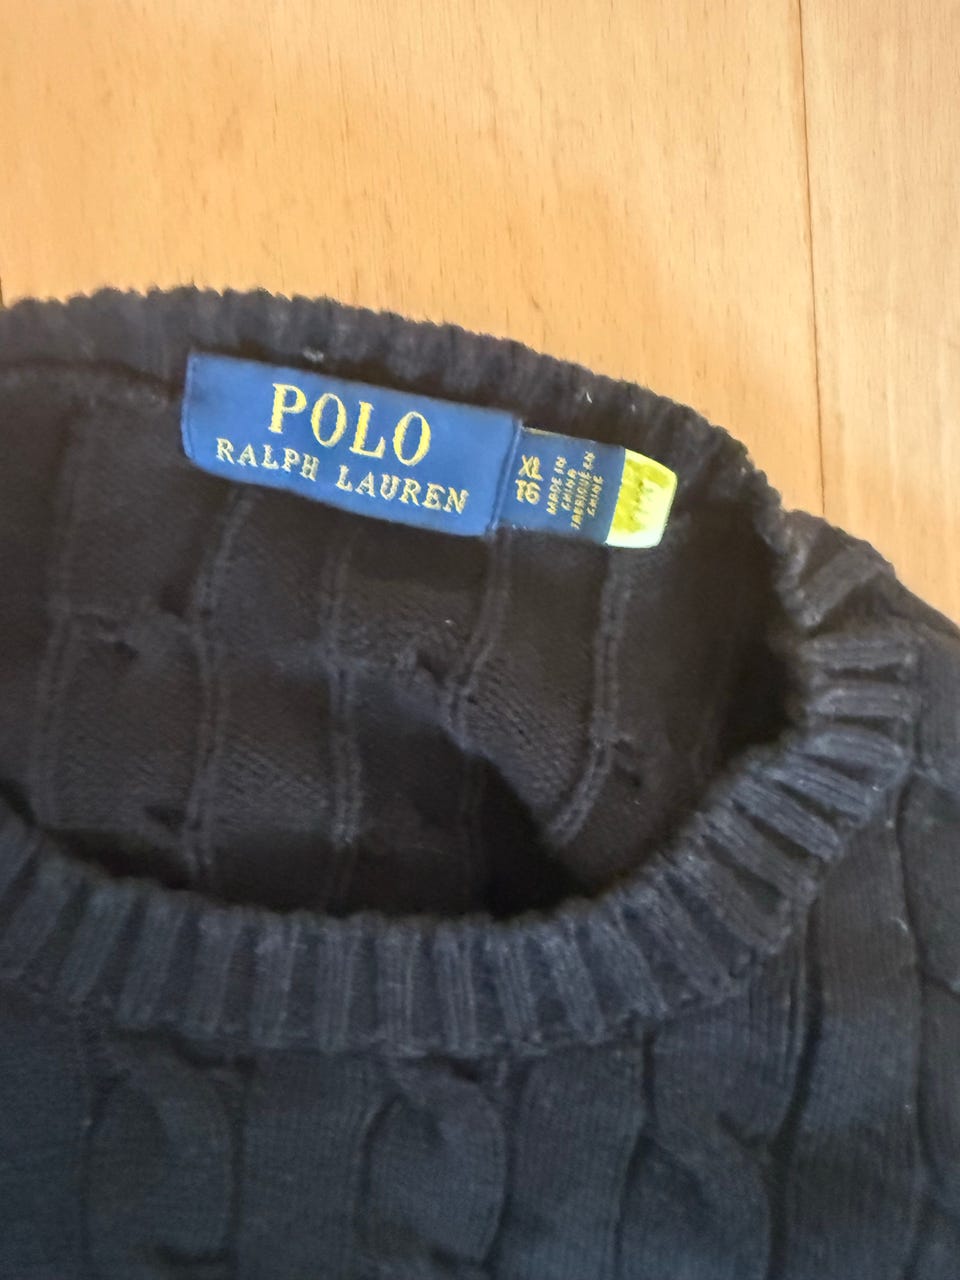 POLO
RALPH LAUREN
XL
16
MADE IN
CHINA
FABRIQUÉ EN
CHINE